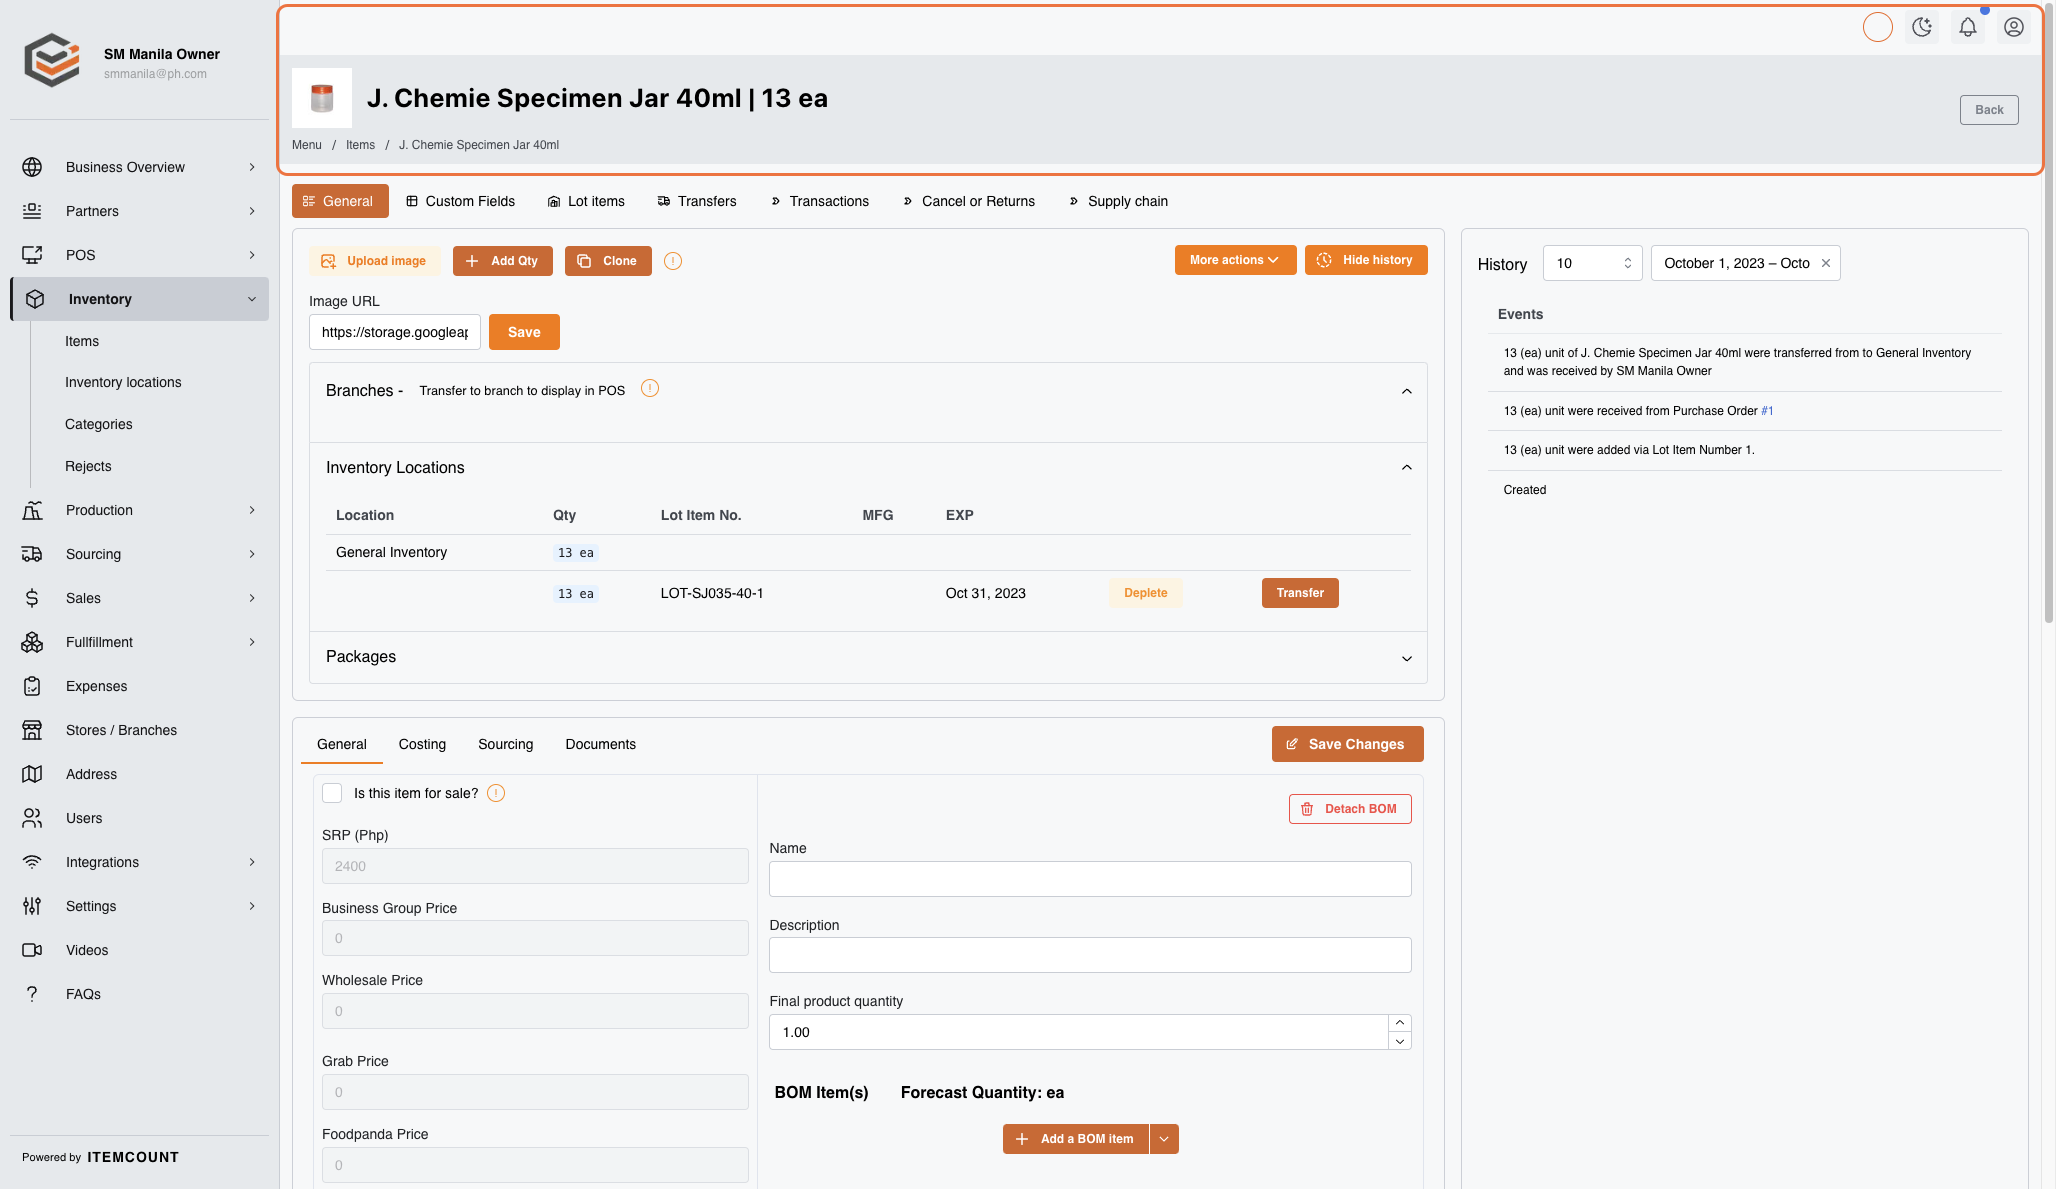 SM Manila Owner
smmanila@ph.com
Business Overview
Partners
POS
Inventory
Items
Inventory locations
Categories
Rejects
Production
Sourcing
Sales
Fullfillment
Expenses
Stores / Branches
Address
Users
Integrations
Settings
Videos
FAQs
Powered by ITEMCOUNT
J. Chemie Specimen Jar 40ml | 13 ea
Back
Menu / Items / J. Chemie Specimen Jar 40ml
General Custom Fields Lot items Transfers Transactions Cancel or Returns Supply chain
Upload image Add Qty Clone More actions Hide history
Image URL
https://storage.googleap Save
Branches - Transfer to branch to display in POS
Inventory Locations
Location Qty Lot Item No. MFG EXP
General Inventory 13 ea
13 ea LOT-SJ035-40-1 Oct 31, 2023 Deplete Transfer
Packages
History 10 October 1, 2023 – Octo
Events
13 (ea) unit of J. Chemie Specimen Jar 40ml were transferred from to General Inventory
and was received by SM Manila Owner
13 (ea) unit were received from Purchase Order #1
13 (ea) unit were added via Lot Item Number 1.
Created
General Costing Sourcing Documents Save Changes
Is this item for sale?
SRP (Php)
2400
Business Group Price
0
Wholesale Price
0
Grab Price
0
Foodpanda Price
0
Detach BOM
Name
Description
Final product quantity
1.00
BOM Item(s) Forecast Quantity: ea
Add a BOM item